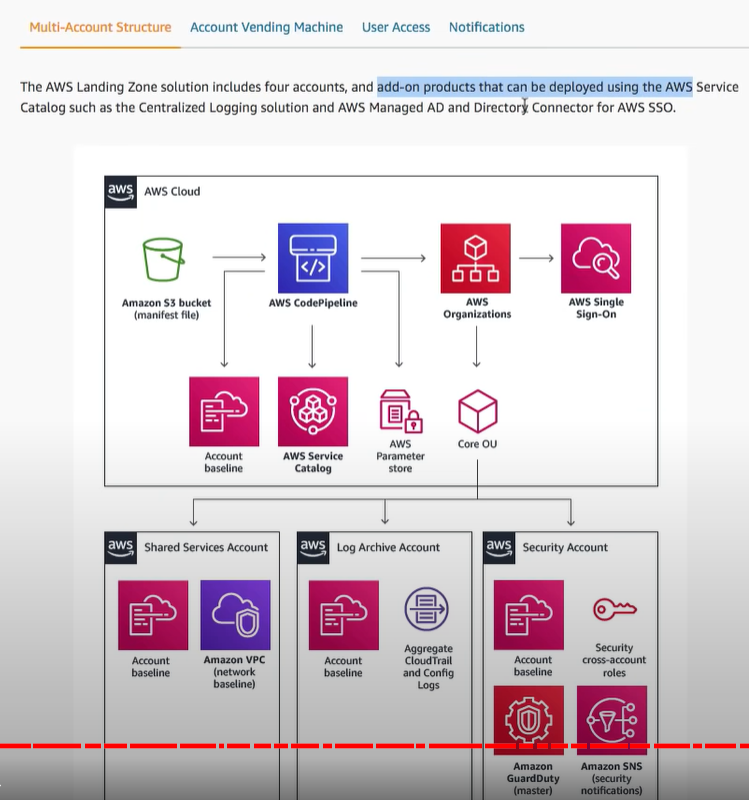 Multi-Account Structure Account Vending Machine User Access Notifications
The AWS Landing Zone solution includes four accounts, and add-on products that can be deployed using the AWS Service
Catalog such as the Centralized Logging solution and AWS Managed AD and Directory Connector for AWS SSO.
aws AWS Cloud
</>
Amazon S3 bucket
(manifest file)
AWS CodePipeline
AWS
Organizations
AWS Single
Sign-On
Account
baseline
AWS Service
Catalog
AWS
Parameter
store
Core OU
aws Shared Services Account
aws Log Archive Account
aws Security Account
Account
baseline
Amazon VPC
(network
baseline)
Account
baseline
Aggregate
CloudTrail
and Config
Logs
Account
baseline
Security
cross-account
roles
Amazon
GuardDuty
(master)
Amazon SNS
(security
notifications)